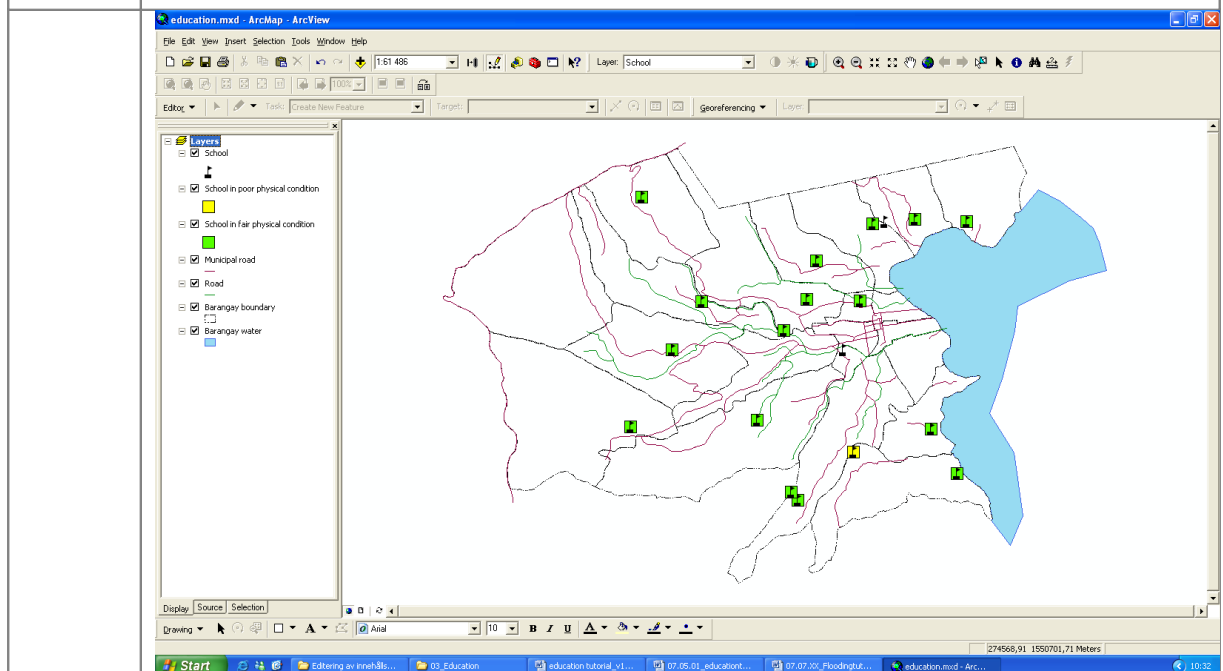 education.mxd - ArcMap - ArcView
File Edit View Insert Selection Tools Window Help
1:61 486 Layer: School
100%
Editor Task: Create New Feature Target: Georeferencing Layer:
Layers
School
School in poor physical condition
School in fair physical condition
Municipal road
Road
Barangay boundary
Barangay water
Display Source Selection
Drawing A Arial 10 B I U A
274568,91 1550701,71 Meters
Start Editering av innehålls... 03_Education education tutorial_v1... 07.05.01_educationt... 07.07.XX_Floodingtut... education.mxd - Arc... 10:32